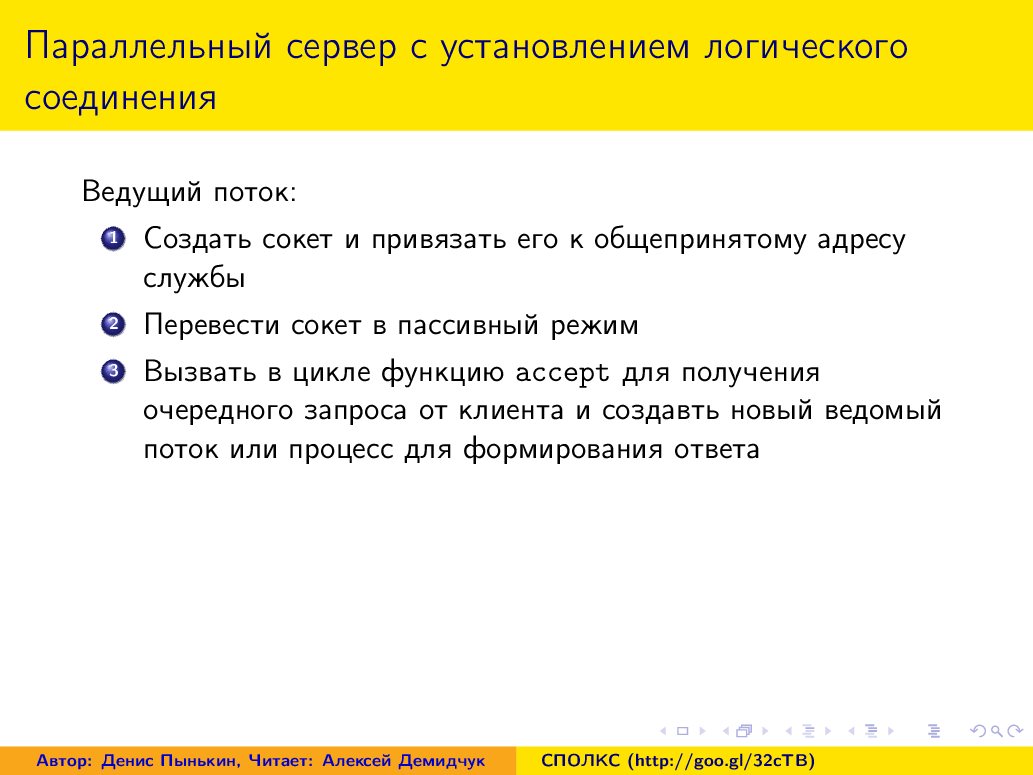 Параллельный сервер с установлением логического
соединения
Ведущий поток:
1 Создать сокет и привязать его к общепринятому адресу
службы
2 Перевести сокет в пассивный режим
3 Вызвать в цикле функцию accept для получения
очередного запроса от клиента и создавть новый ведомый
поток или процесс для формирования ответа
Автор: Денис Пынькин, Читает: Алексей Демидчук СПОЛКС (http://goo.gl/32cTB)